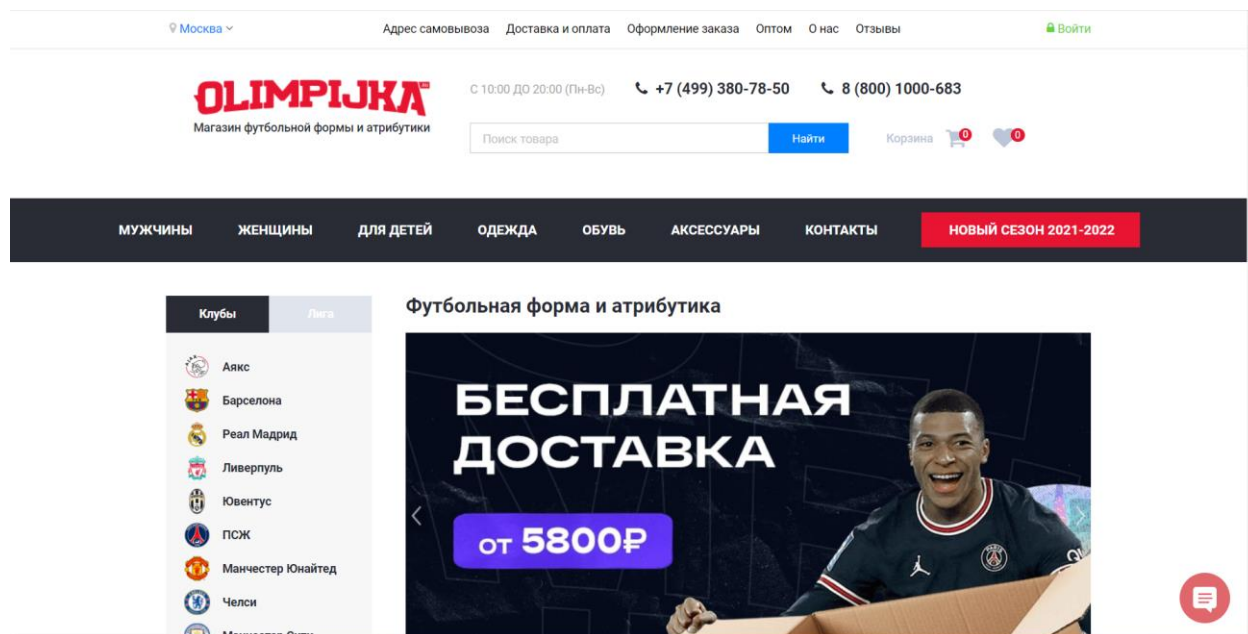 Москва
Адрес самовывоза Доставка и оплата Оформление заказа Оптом О нас Отзывы
Войти
OLIMPIJKA
Магазин футбольной формы и атрибутики
С 10:00 ДО 20:00 (Пн-Вс)
+7 (499) 380-78-50
8 (800) 1000-683
Поиск товара
Найти
Корзина 0 0
МУЖЧИНЫ ЖЕНЩИНЫ ДЛЯ ДЕТЕЙ ОДЕЖДА ОБУВЬ АКСЕССУАРЫ КОНТАКТЫ НОВЫЙ СЕЗОН 2021-2022
Клубы Лига
Аякс
Барселона
Реал Мадрид
Ливерпуль
Ювентус
ПСЖ
Манчестер Юнайтед
Челси
Футбольная форма и атрибутика
БЕСПЛАТНАЯ
ДОСТАВКА
от 5800₽